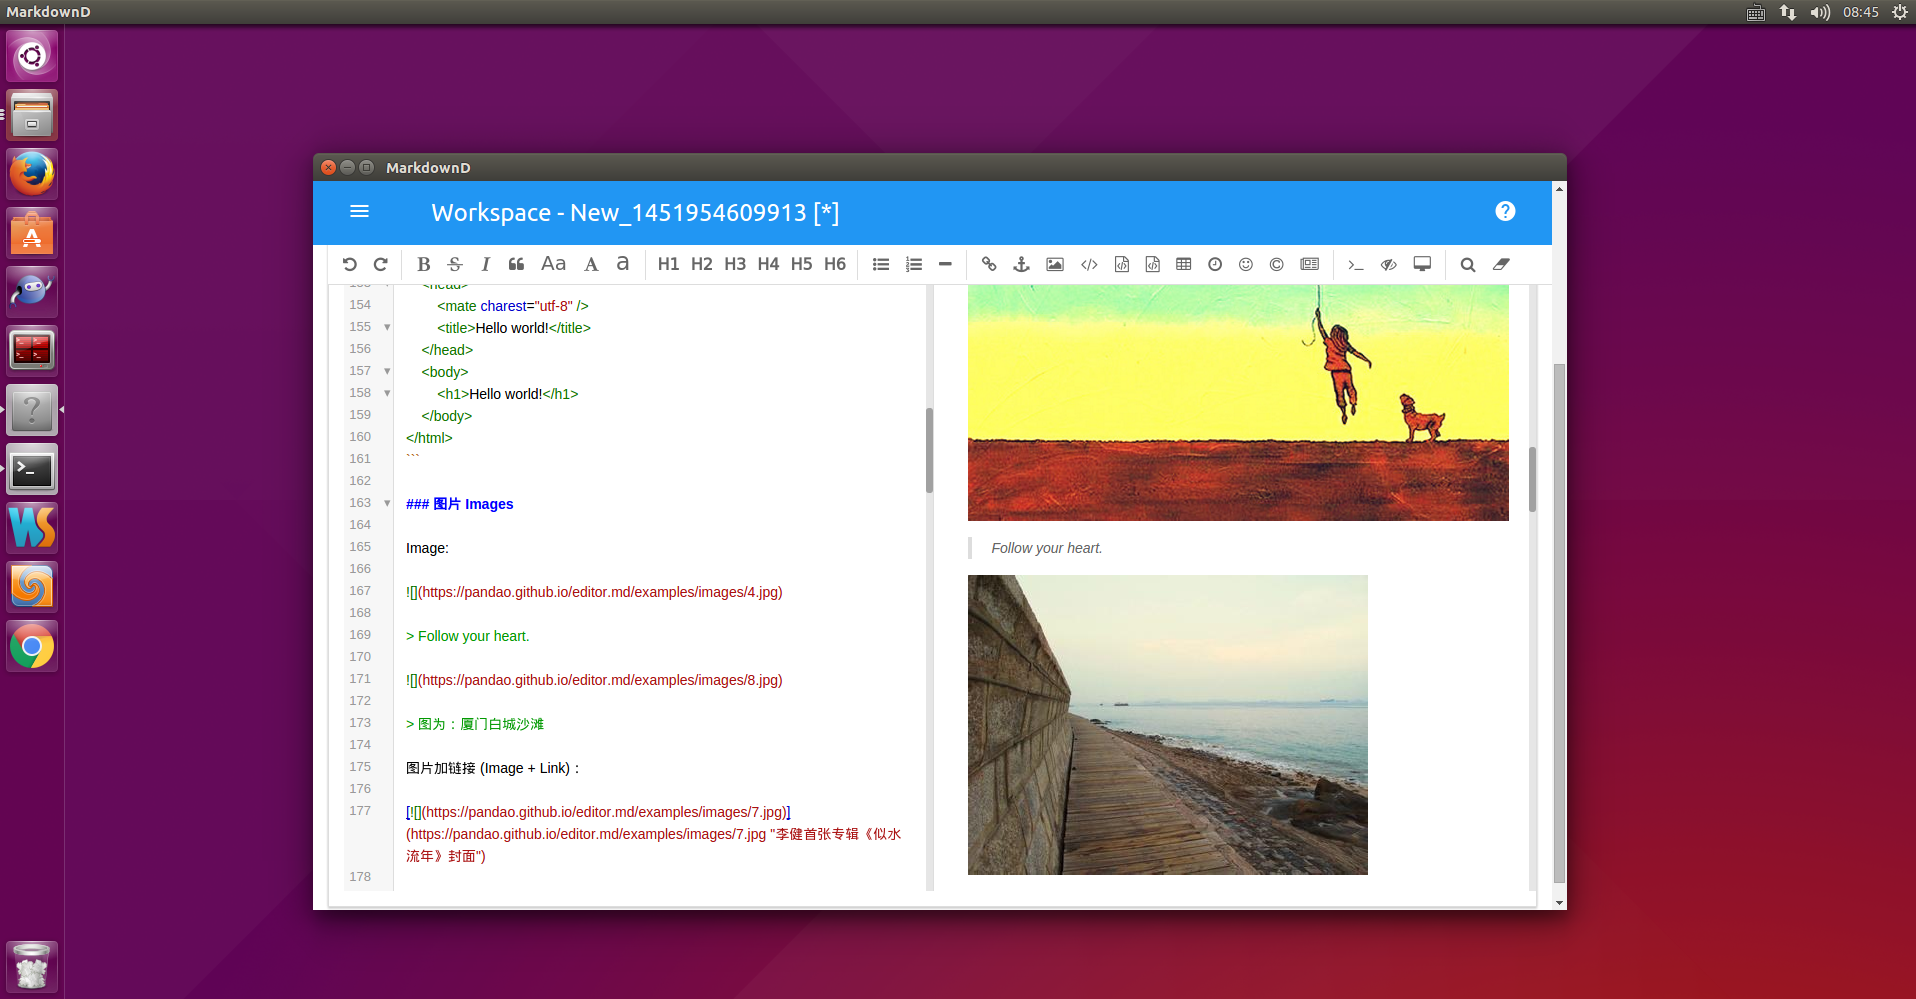 MarkdownD
08:45
MarkdownD
Workspace - New_1451954609913 [*]
B S I Aa A a H1 H2 H3 H4 H5 H6
<head>
154 <mate charest="utf-8" />
155 <title>Hello world!</title>
156 </head>
157 <body>
158 <h1>Hello world!</h1>
159 </body>
160 </html>
161 ```
162
163 ### 图片 Images
164
165 Image:
166
167 ![](https://pandao.github.io/editor.md/examples/images/4.jpg)
168
169 > Follow your heart.
170
171 ![](https://pandao.github.io/editor.md/examples/images/8.jpg)
172
173 > 图为：厦门白城沙滩
174
175 图片加链接 (Image + Link)：
176
177 [![](https://pandao.github.io/editor.md/examples/images/7.jpg)]
(https://pandao.github.io/editor.md/examples/images/7.jpg "李健首张专辑《似水
流年》封面")
178
Follow your heart.